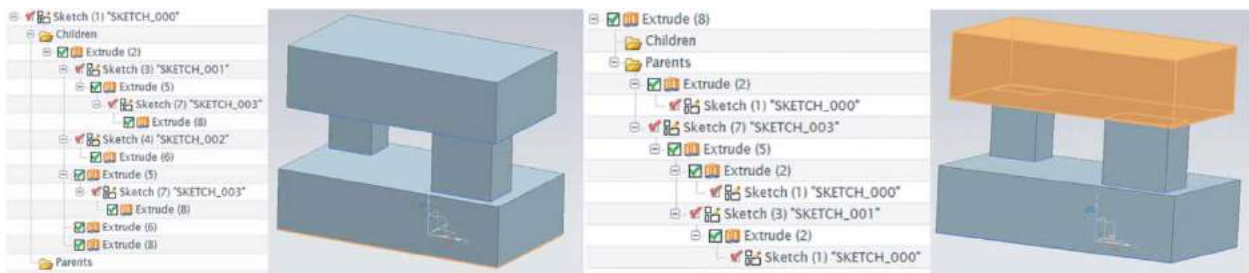 Sketch (1) "SKETCH_000"
Children
Extrude (2)
Sketch (3) "SKETCH_001"
Extrude (5)
Sketch (7) "SKETCH_003"
Extrude (8)
Sketch (4) "SKETCH_002"
Extrude (6)
Extrude (5)
Sketch (7) "SKETCH_003"
Extrude (8)
Extrude (6)
Extrude (8)
Parents
Extrude (8)
Children
Parents
Extrude (2)
Sketch (1) "SKETCH_000"
Sketch (7) "SKETCH_003"
Extrude (5)
Extrude (2)
Sketch (1) "SKETCH_000"
Sketch (3) "SKETCH_001"
Extrude (2)
Sketch (1) "SKETCH_000"